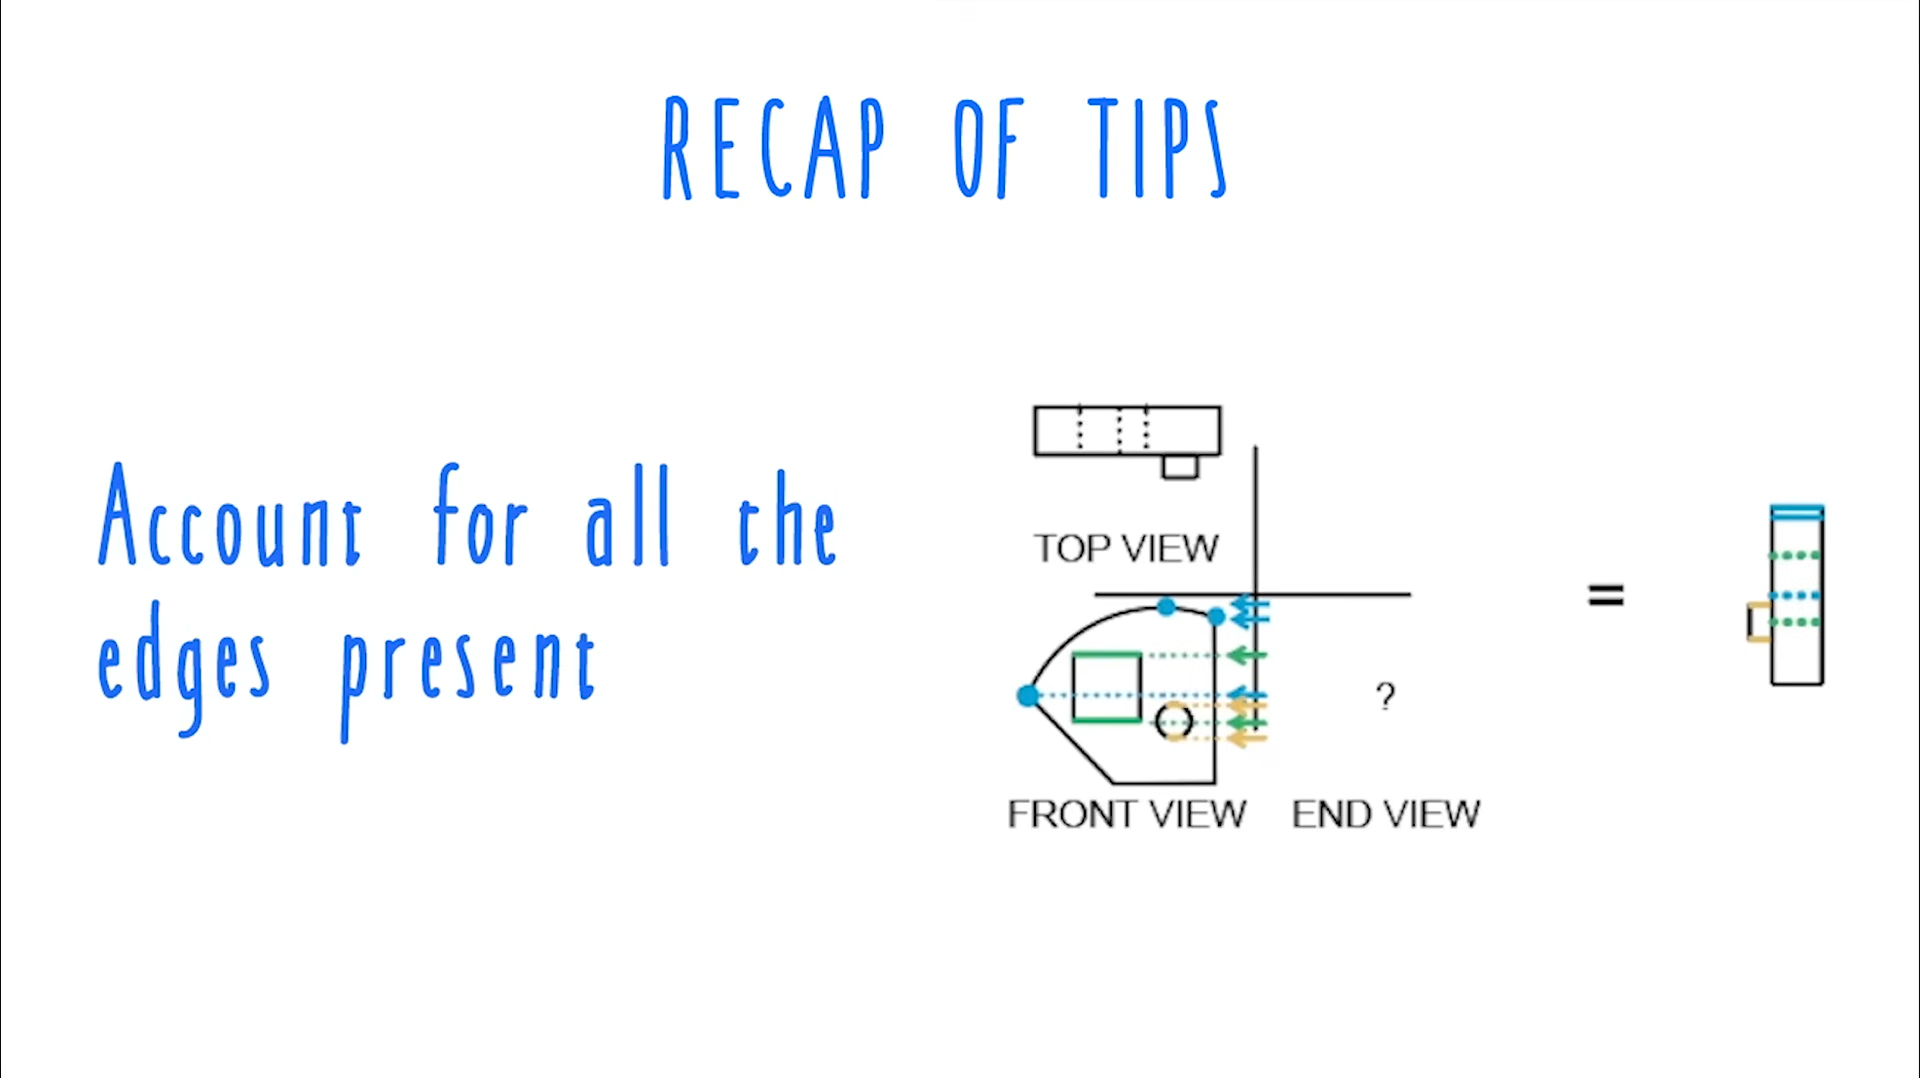 RECAP OF TIPS
Account for all the
edges present
TOP VIEW
?
FRONT VIEW
END VIEW
=